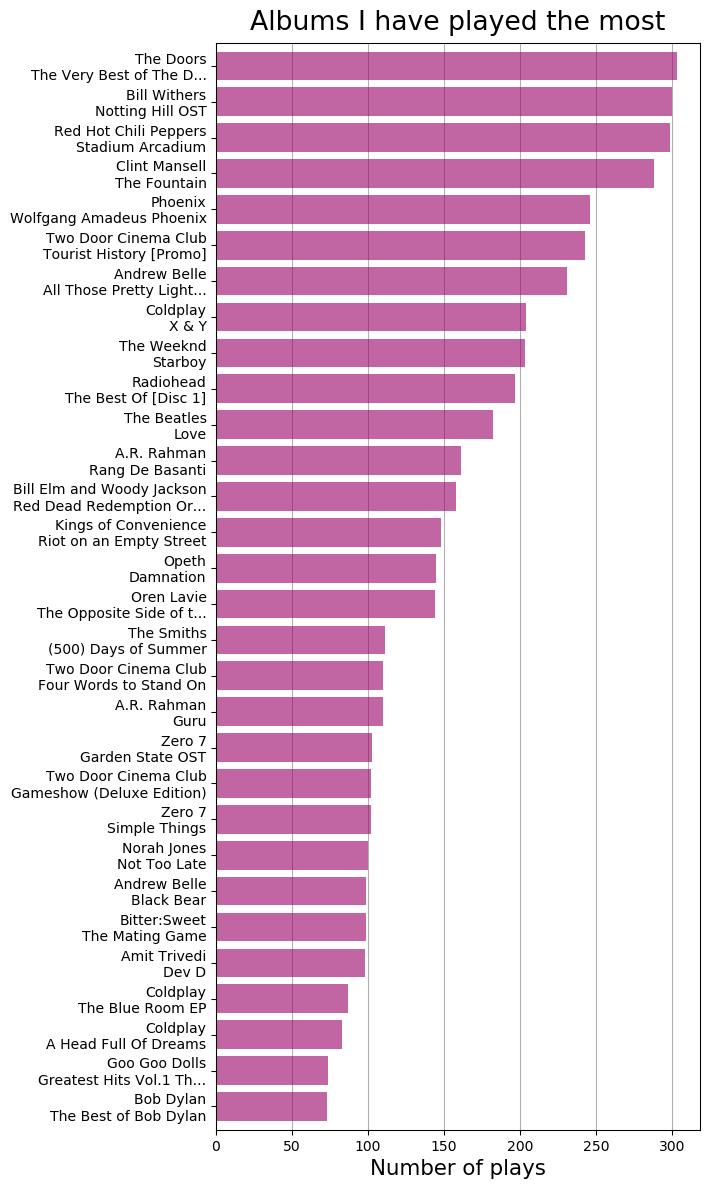 Albums I have played the most
The Doors
The Very Best of The D...
Bill Withers
Notting Hill OST
Red Hot Chili Peppers
Stadium Arcadium
Clint Mansell
The Fountain
Phoenix
Wolfgang Amadeus Phoenix
Two Door Cinema Club
Tourist History [Promo]
Andrew Belle
All Those Pretty Light...
Coldplay
X & Y
The Weeknd
Starboy
Radiohead
The Best Of [Disc 1]
The Beatles
Love
A.R. Rahman
Rang De Basanti
Bill Elm and Woody Jackson
Red Dead Redemption Or...
Kings of Convenience
Riot on an Empty Street
Opeth
Damnation
Oren Lavie
The Opposite Side of t...
The Smiths
(500) Days of Summer
Two Door Cinema Club
Four Words to Stand On
A.R. Rahman
Guru
Zero 7
Garden State OST
Two Door Cinema Club
Gameshow (Deluxe Edition)
Zero 7
Simple Things
Norah Jones
Not Too Late
Andrew Belle
Black Bear
Bitter:Sweet
The Mating Game
Amit Trivedi
Dev D
Coldplay
The Blue Room EP
Coldplay
A Head Full Of Dreams
Goo Goo Dolls
Greatest Hits Vol.1 Th...
Bob Dylan
The Best of Bob Dylan
0 50 100 150 200 250 300
Number of plays